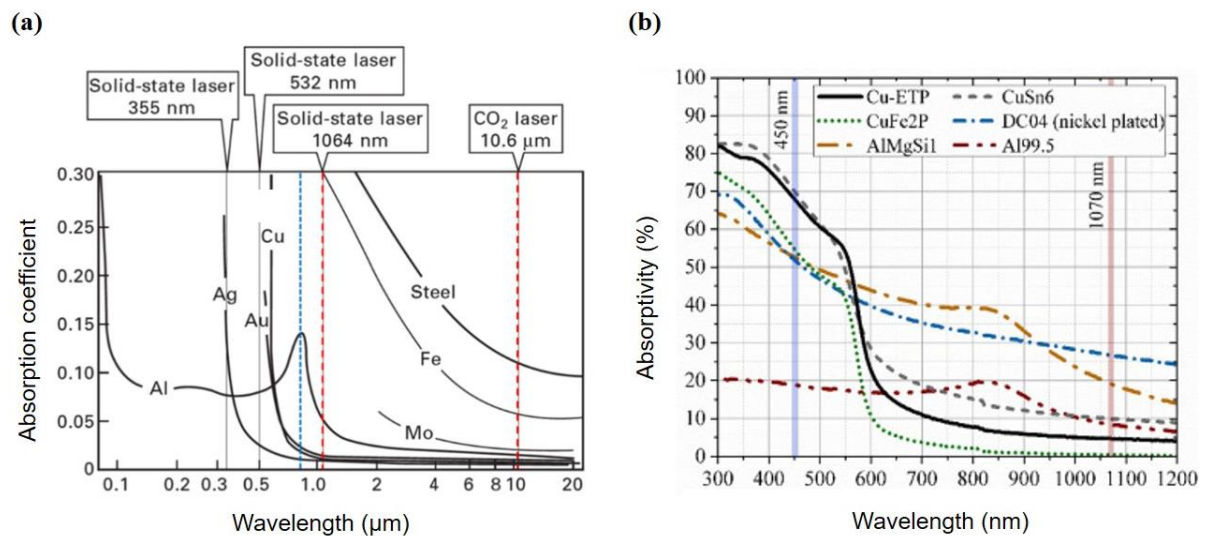 (a)
Solid-state laser
532 nm
Solid-state laser
355 nm
Solid-state laser
1064 nm
CO₂ laser
10.6 µm
0.30
0.25
0.20
0.15
0.10
0.05
0
Absorption coefficient
I
Cu
Ag
Au
Al
Steel
Fe
Mo
0.1 0.2 0.3 0.5 1.0 2 4 6 8 10 20
Wavelength (µm)
(b)
100
90
80
70
60
50
40
30
20
10
0
Absorptivity (%)
450 nm
1070 nm
Cu-ETP CuSn6
CuFe2P DC04 (nickel plated)
AlMgSi1 Al99.5
300 400 500 600 700 800 900 1000 1100 1200
Wavelength (nm)